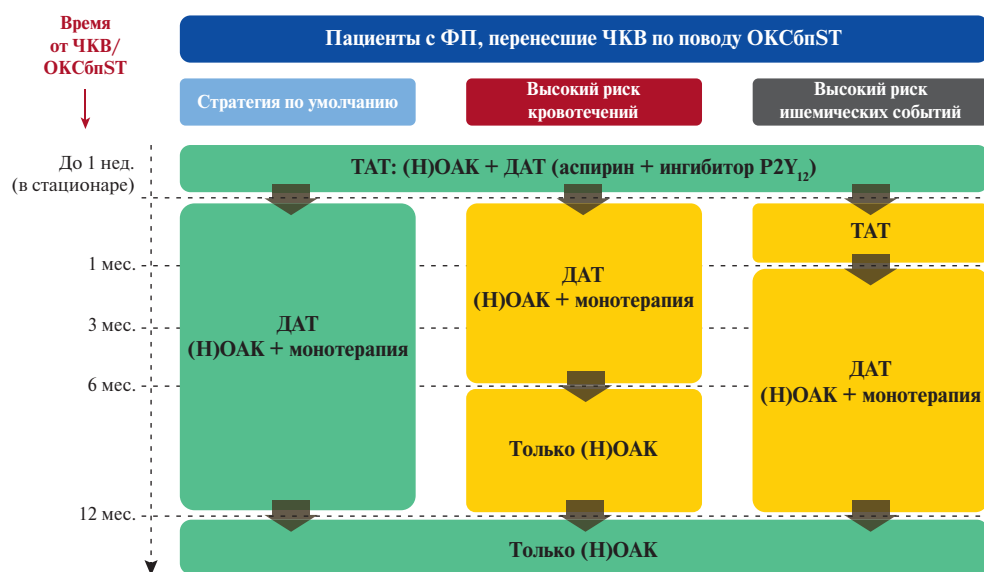 Время
от ЧКВ/
ОКСбпST
Пациенты с ФП, перенесшие ЧКВ по поводу ОКСбпST
Стратегия по умолчанию
Высокий риск
кровотечений
Высокий риск
ишемических событий
До 1 нед.
(в стационаре)
ТАТ: (Н)ОАК + ДАТ (аспирин + ингибитор P2Y₁₂)
ТАТ
1 мес.
ДАТ
(Н)ОАК + монотерапия
3 мес.
ДАТ
(Н)ОАК + монотерапия
ДАТ
(Н)ОАК + монотерапия
6 мес.
Только (Н)ОАК
12 мес.
Только (Н)ОАК